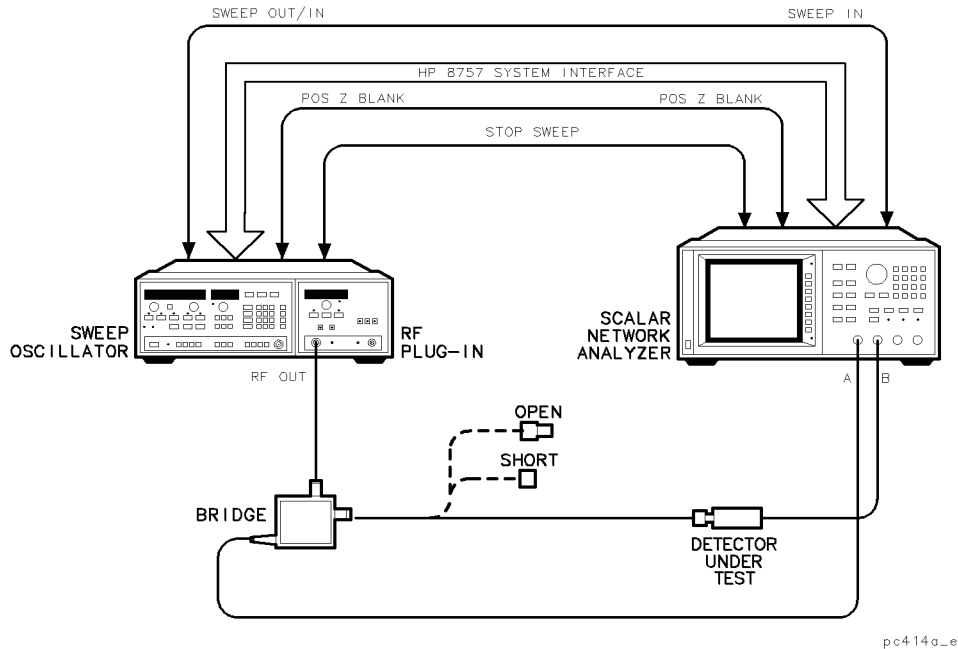 SWEEP OUT/IN
SWEEP IN
HP 8757 SYSTEM INTERFACE
POS Z BLANK
POS Z BLANK
STOP SWEEP
SWEEP
OSCILLATOR
RF
PLUG-IN
SCALAR
NETWORK
ANALYZER
RF OUT
A
B
OPEN
SHORT
BRIDGE
DETECTOR
UNDER
TEST
pc414a_e